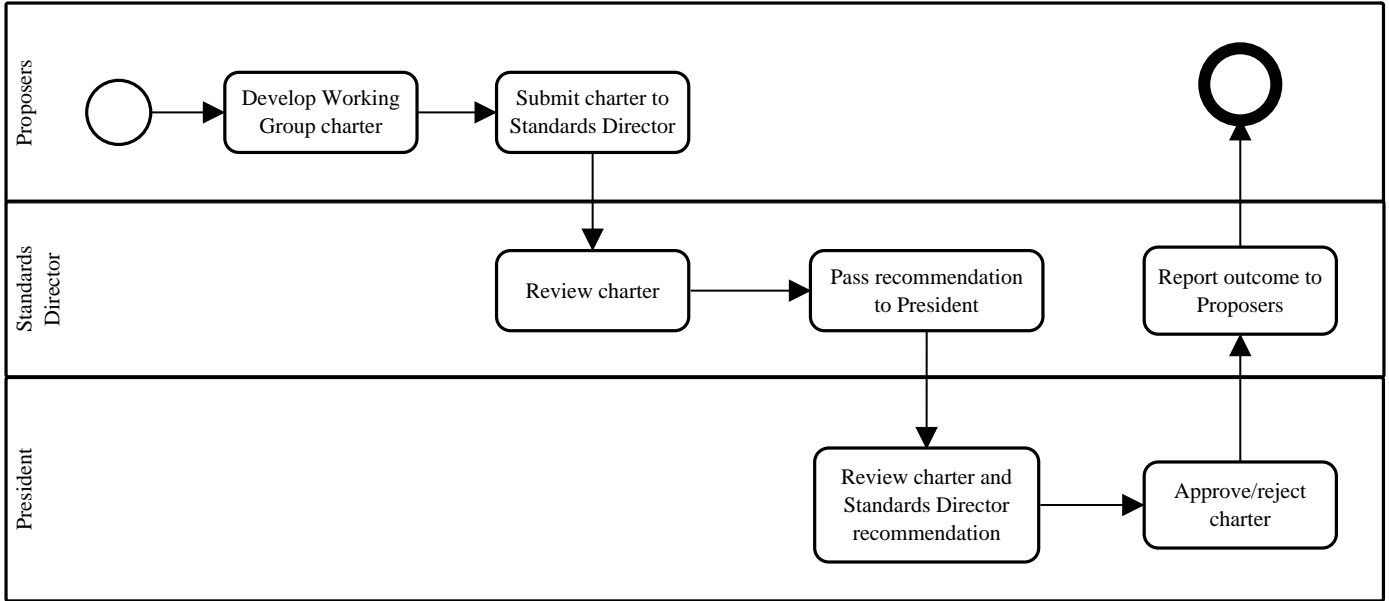 Proposers
Develop Working
Group charter
Submit charter to
Standards Director
Standards
Director
Review charter
Pass recommendation
to President
Report outcome to
Proposers
President
Review charter and
Standards Director
recommendation
Approve/reject
charter